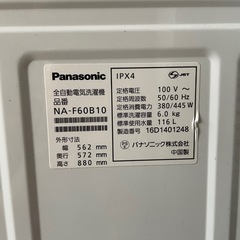 Panasonic
全自動電気洗濯機
品番
NA-F60B10
外形寸法
幅 562 mm
奥行 572 mm
高さ 880 mm
IPX4
JET
定格電圧 100 V ～
定格周波数 50/60 Hz
定格消費電力 380/445 W
標準洗濯容量 6.0 kg
標準使用水量 116 L
製造番号 16D1401248
パナソニック株式会社
中国製